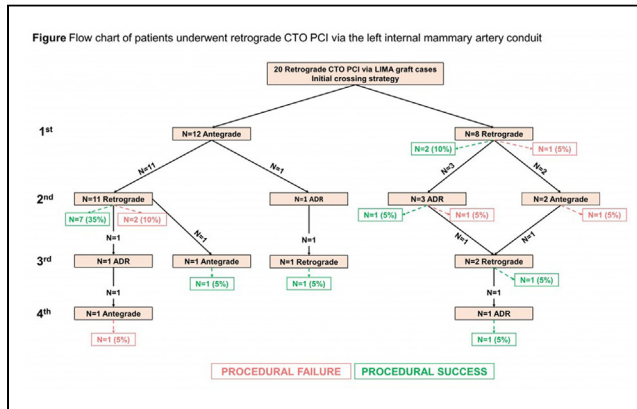 Figure Flow chart of patients underwent retrograde CTO PCI via the left internal mammary artery conduit
20 Retrograde CTO PCI via LIMA graft cases
Initial crossing strategy
1st
N=12 Antegrade
N=8 Retrograde
N=2 (10%)
N=1 (5%)
N=11
N=1
N=3
N=2
2nd
N=11 Retrograde
N=1 ADR
N=3 ADR
N=2 Antegrade
N=7 (35%)
N=2 (10%)
N=1 (5%)
N=1 (5%)
N=1 (5%)
N=1
N=1
N=1
N=1
N=1
3rd
N=1 ADR
N=1 Antegrade
N=1 Retrograde
N=2 Retrograde
N=1 (5%)
N=1 (5%)
N=1 (5%)
N=1
N=1
4th
N=1 Antegrade
N=1 ADR
N=1 (5%)
N=1 (5%)
PROCEDURAL FAILURE
PROCEDURAL SUCCESS